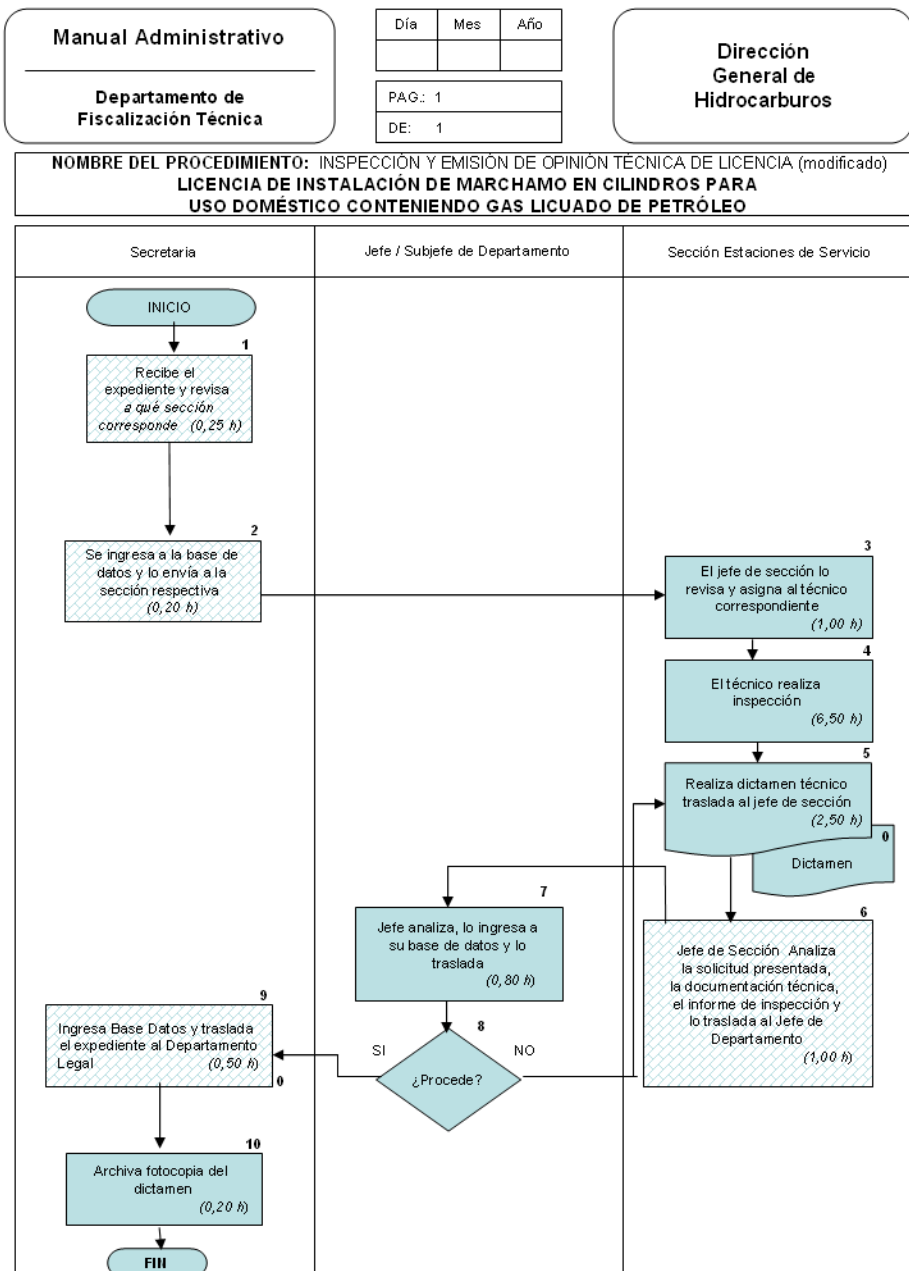 Manual Administrativo
Departamento de
Fiscalización Técnica
Día Mes Año
PAG.: 1
DE: 1
Dirección
General de
Hidrocarburos
NOMBRE DEL PROCEDIMIENTO: INSPECCIÓN Y EMISIÓN DE OPINIÓN TÉCNICA DE LICENCIA (modificado)
LICENCIA DE INSTALACIÓN DE MARCHAMO EN CILINDROS PARA
USO DOMÉSTICO CONTENIENDO GAS LICUADO DE PETRÓLEO
Secretaria
Jefe / Subjefe de Departamento
Sección Estaciones de Servicio
INICIO
1
Recibe el
expediente y revisa
a qué sección
corresponde (0,25 h)
2
Se ingresa a la base de
datos y lo envía a la
sección respectiva
(0,20 h)
3
El jefe de sección lo
revisa y asigna al técnico
correspondiente
(1,00 h)
4
El técnico realiza
inspección
(6,50 h)
5
Realiza dictamen técnico
traslada al jefe de sección
(2,50 h)
0
Dictamen
6
Jefe de Sección Analiza
la solicitud presentada,
la documentación técnica,
el informe de inspección y
lo traslada al Jefe de
Departamento
(1,00 h)
7
Jefe analiza, lo ingresa a
su base de datos y lo
traslada
(0,80 h)
8
SI NO
¿Procede?
9
Ingresa Base Datos y traslada
el expediente al Departamento
Legal (0,50 h)
0
10
Archiva fotocopia del
dictamen
(0,20 h)
FIN